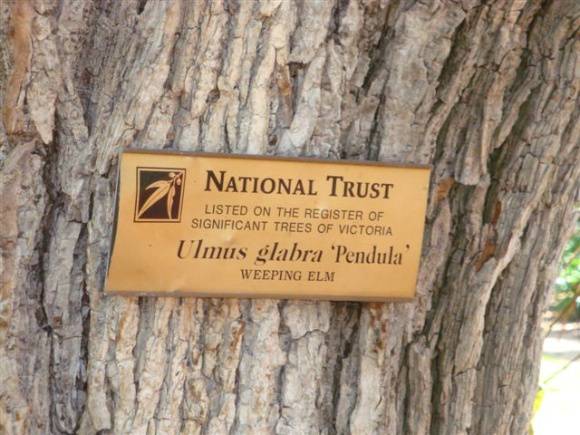 NATIONAL TRUST
LISTED ON THE REGISTER OF
SIGNIFICANT TREES OF VICTORIA
Ulmus glabra ‘Pendula’
WEEPING ELM